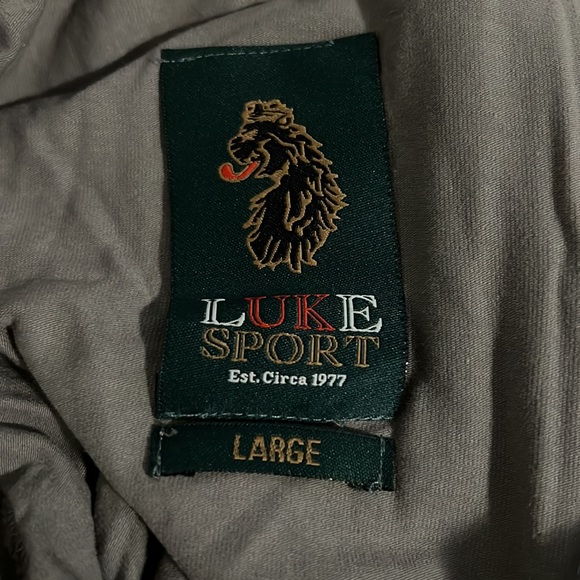 LUKE
SPORT
Est. Circa 1977
LARGE